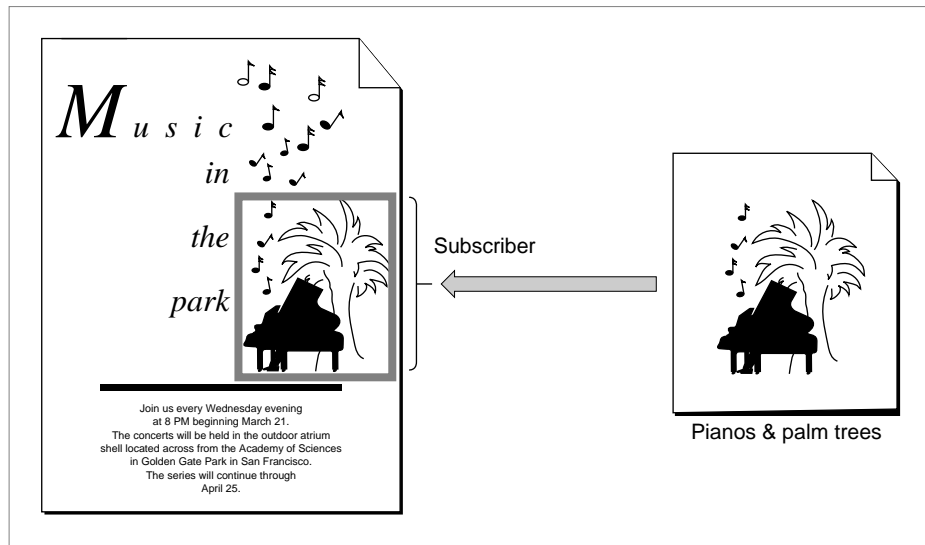 Music
in
the
park
Join us every Wednesday evening
at 8 PM beginning March 21.
The concerts will be held in the outdoor atrium
shell located across from the Academy of Sciences
in Golden Gate Park in San Francisco.
The series will continue through
April 25.
Subscriber
Pianos & palm trees